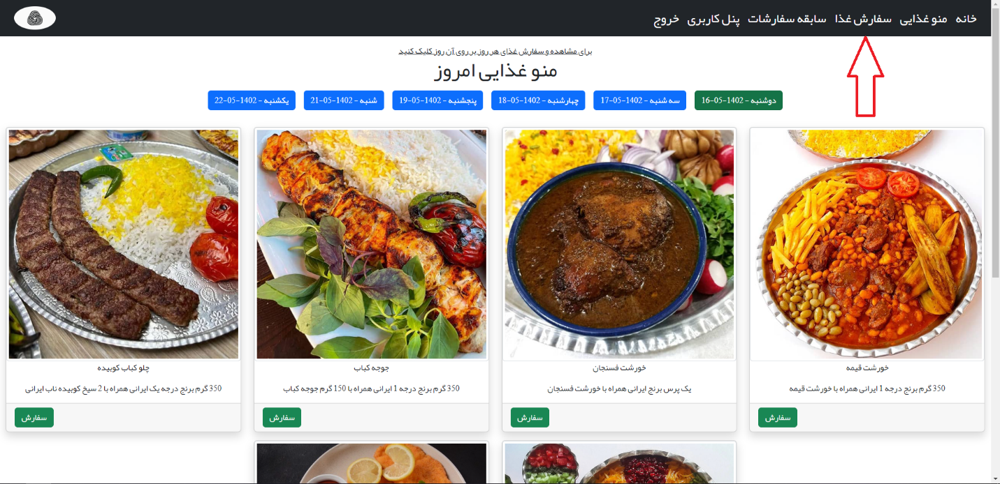 خانه
منو غذایی
سفارش غذا
سابقه سفارشات
پنل کاربری
خروج
برای مشاهده و سفارش غذای هر روز بر روی آن روز کلیک کنید
منو غذایی امروز
دوشنبه - 1402-05-16
سه شنبه - 1402-05-17
چهارشنبه - 1402-05-18
پنجشنبه - 1402-05-19
شنبه - 1402-05-21
یکشنبه - 1402-05-22
خورشت قیمه
350 گرم برنج درجه 1 ایرانی همراه با خورشت قیمه
سفارش
خورشت فسنجان
یک پرس برنج ایرانی همراه با خورشت فسنجان
سفارش
جوجه کباب
350 گرم برنج درجه 1 ایرانی همراه با 150 گرم جوجه کباب
سفارش
چلو کباب کوبیده
350 گرم برنج درجه یک ایرانی همراه با 2 سیخ کوبیده ناب ایرانی
سفارش